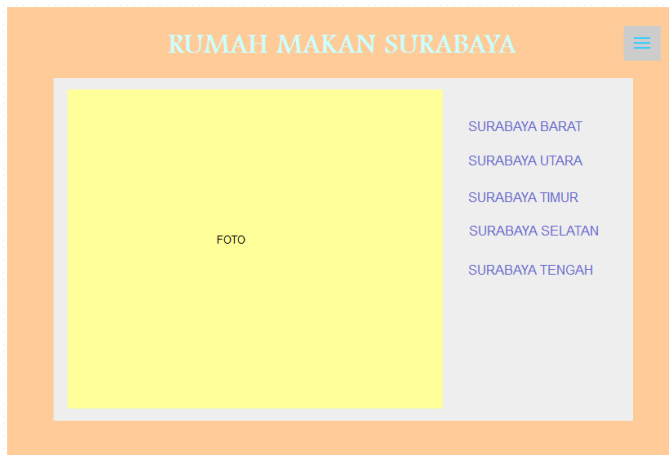 RUMAH MAKAN SURABAYA
FOTO
SURABAYA BARAT
SURABAYA UTARA
SURABAYA TIMUR
SURABAYA SELATAN
SURABAYA TENGAH